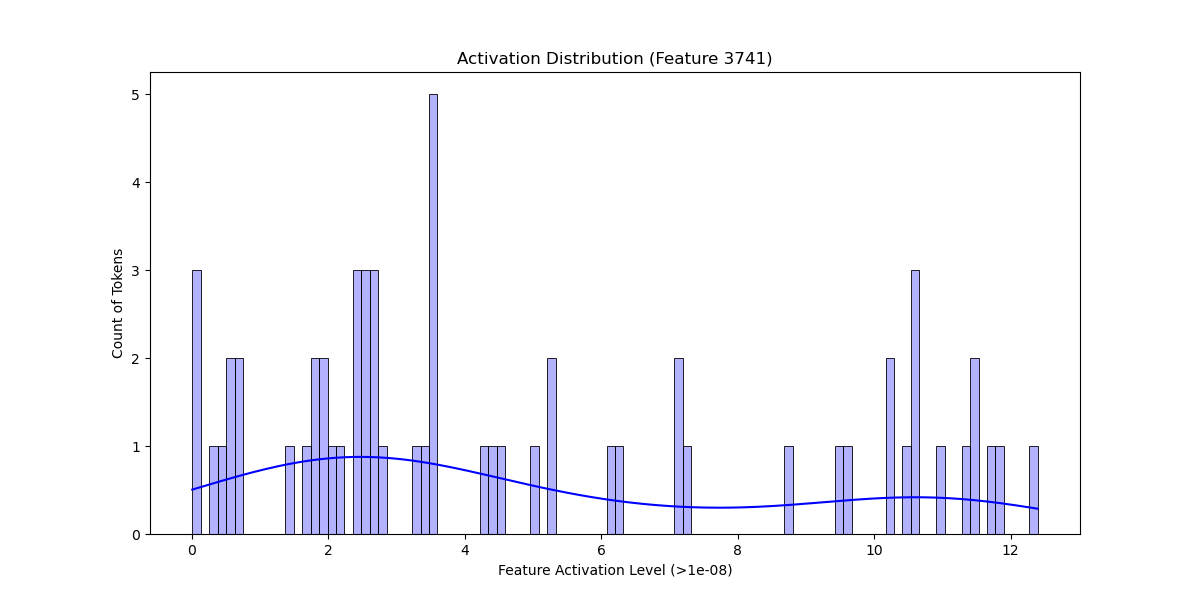 Activation Distribution (Feature 3741)
Count of Tokens
5
4
3
2
1
0
0 2 4 6 8 10 12
Feature Activation Level (>1e-08)